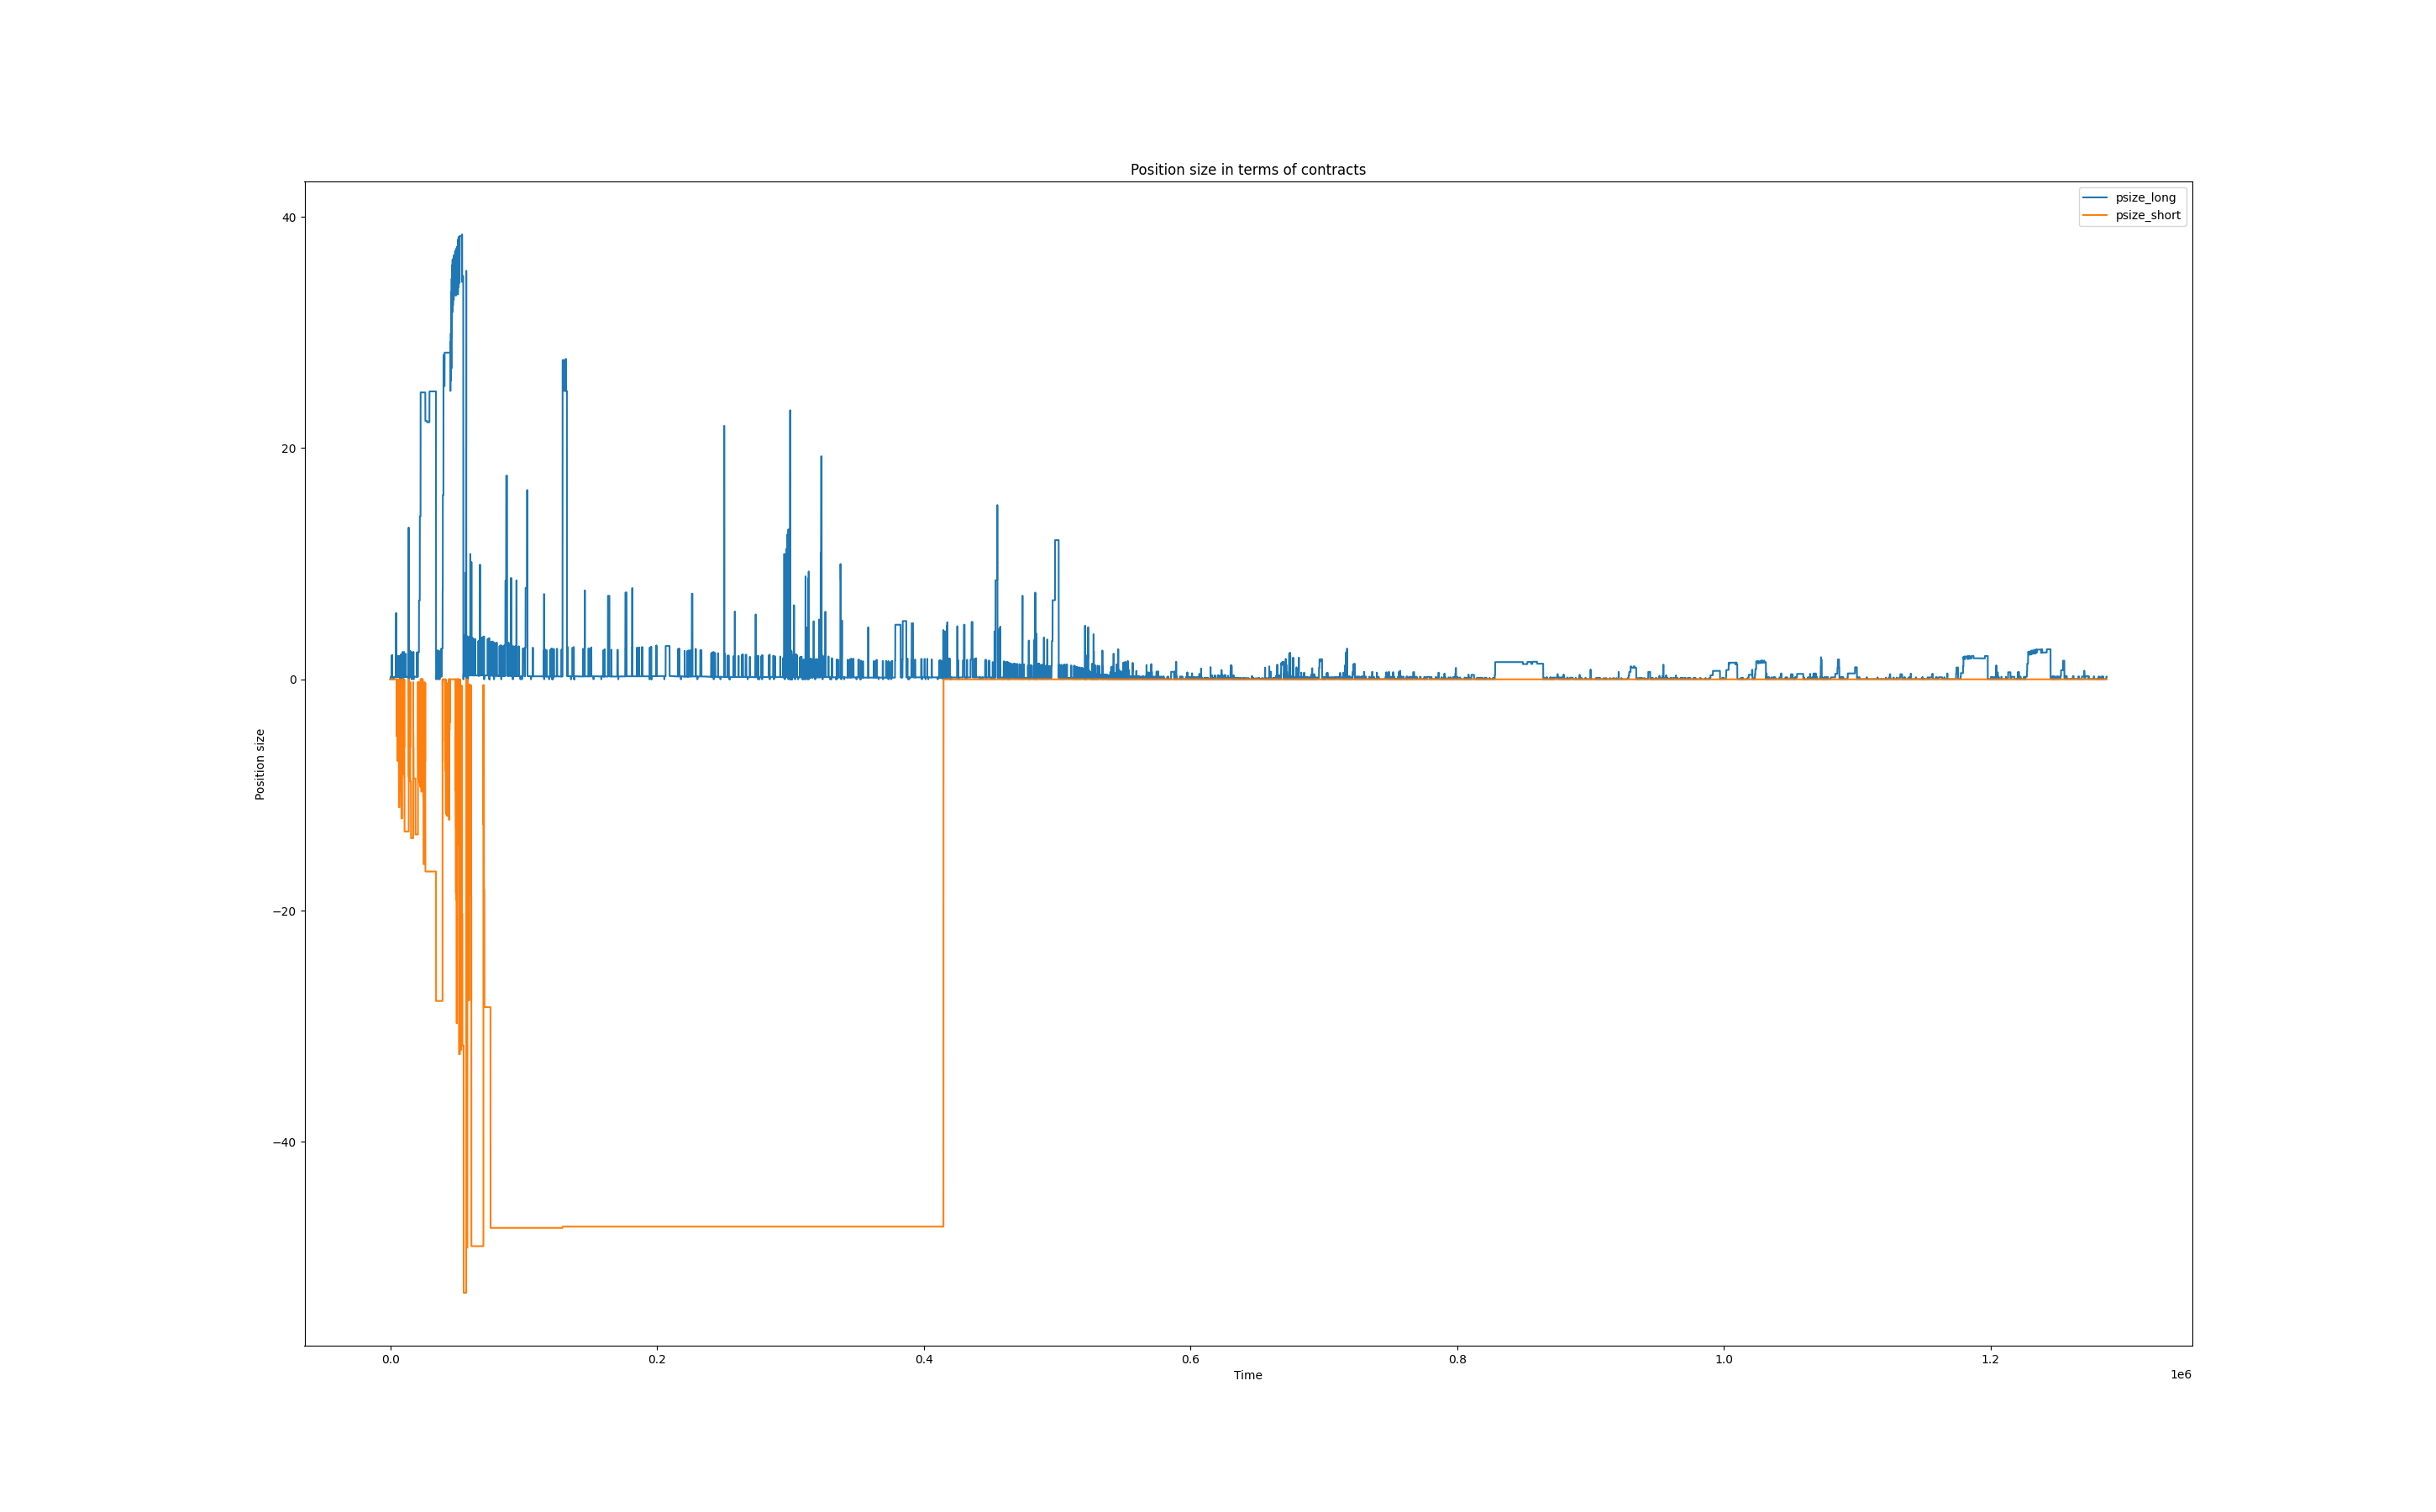 Position size in terms of contracts
psize_long
psize_short
40
20
0
−20
−40
Position size
0.0 0.2 0.4 0.6 0.8 1.0 1.2
Time
1e6